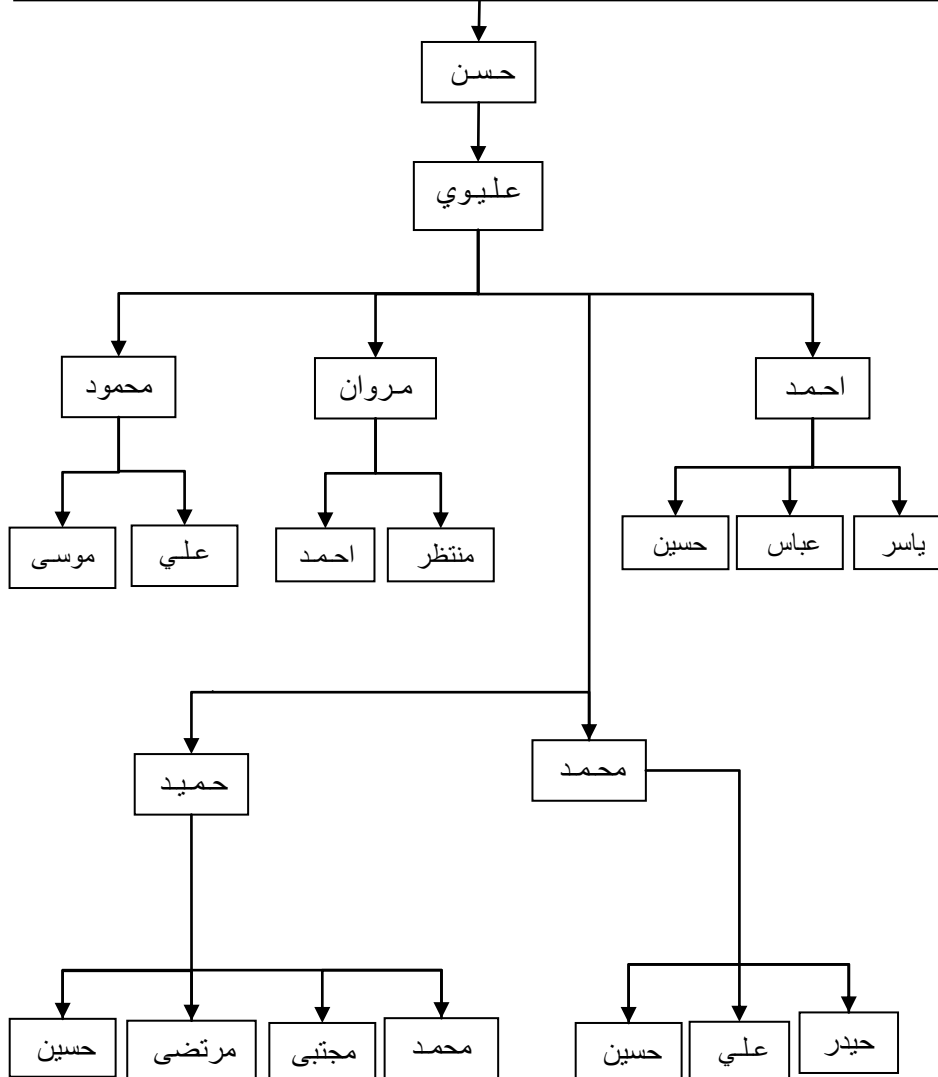 حسن
عليوي
احمد
مروان
محمود
ياسر
عباس
حسين
منتظر
احمد
علي
موسى
محمد
حميد
حيدر
علي
حسين
محمد
مجتبى
مرتضى
حسين